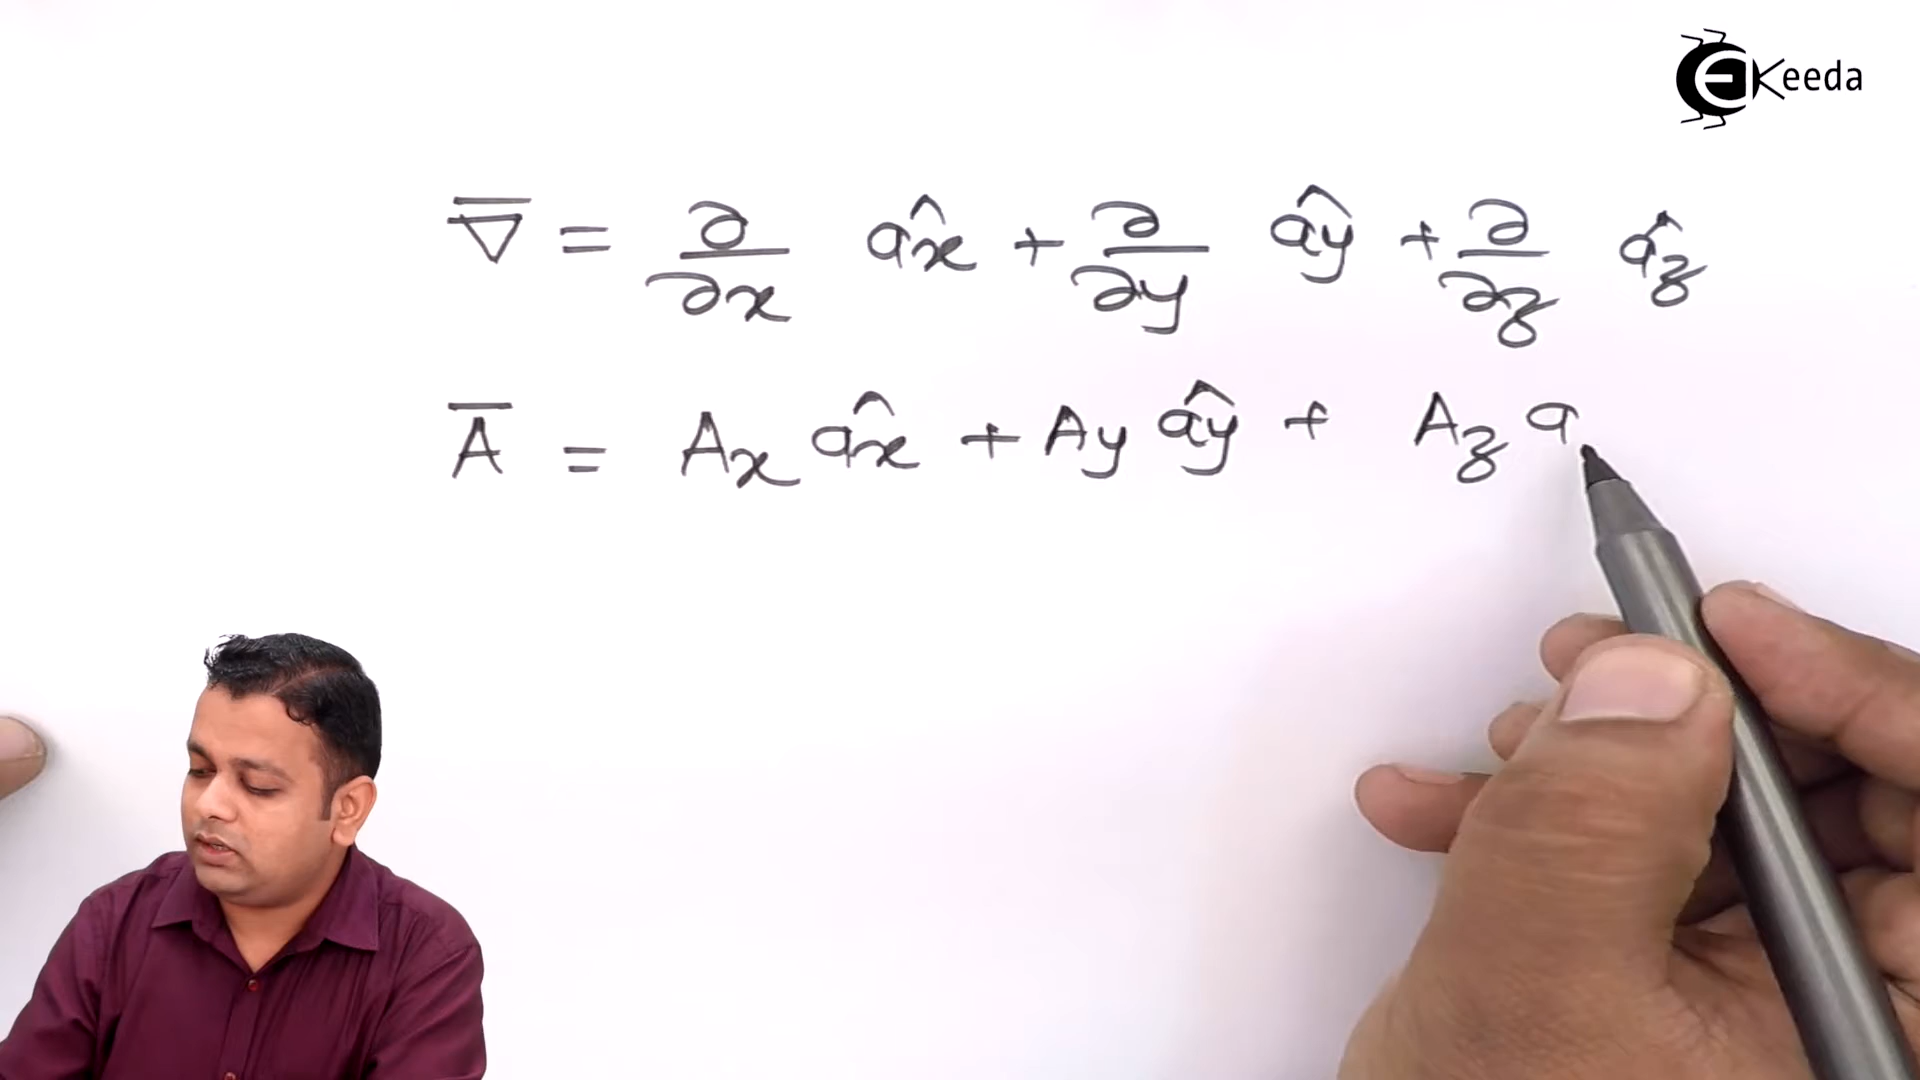 EKeeda
∇̅ = ∂/∂x âx + ∂/∂y ây + ∂/∂z âz
A̅ = Ax âx + Ay ây + Az a